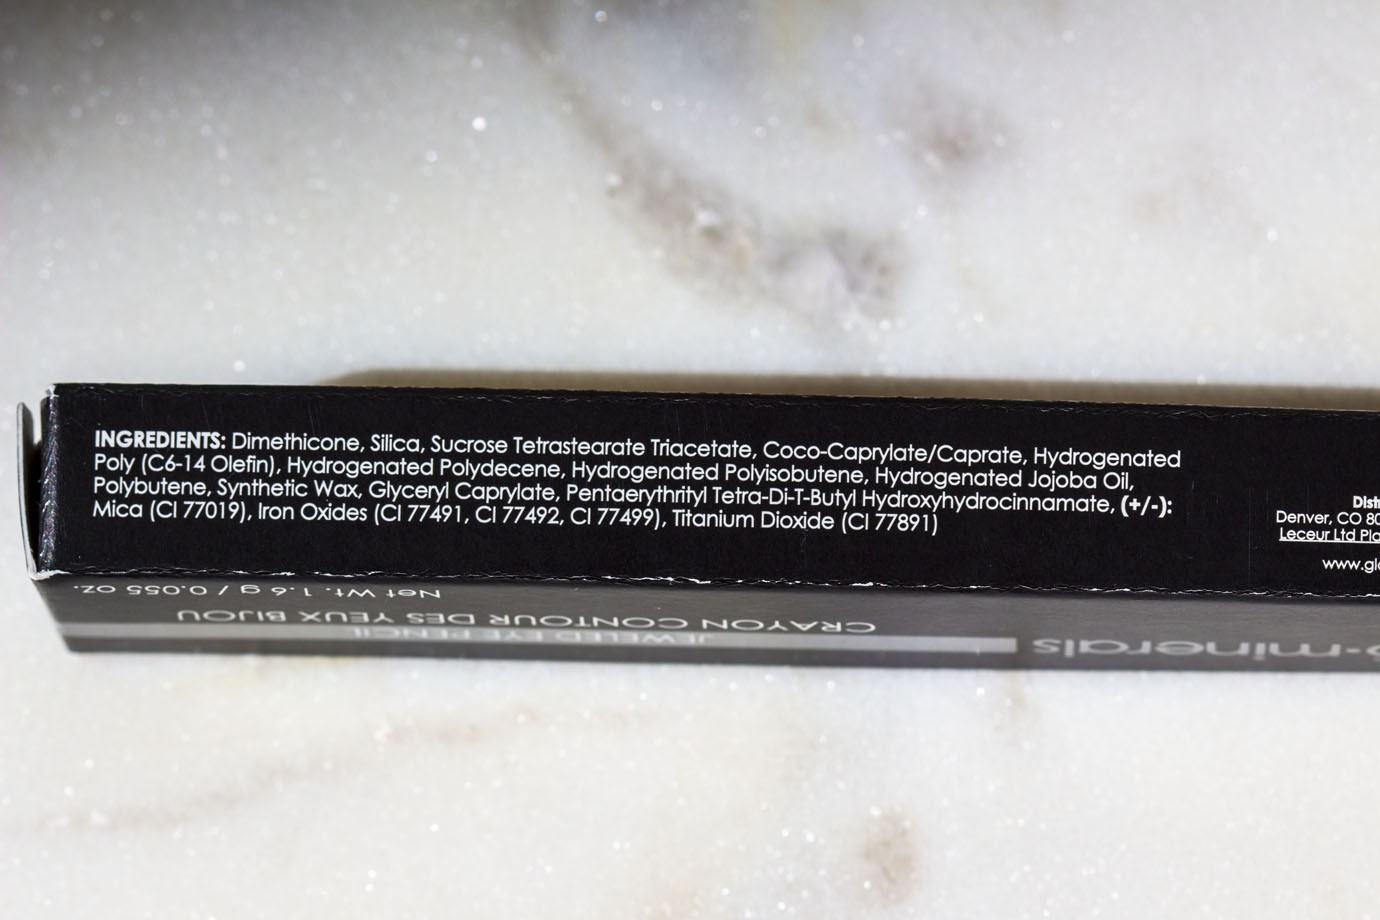 INGREDIENTS: Dimethicone, Silica, Sucrose Tetrastearate Triacetate, Coco-Caprylate/Caprate, Hydrogenated
Poly (C6-14 Olefin), Hydrogenated Polydecene, Hydrogenated Polyisobutene, Hydrogenated Jojoba Oil,
Polybutene, Synthetic Wax, Glyceryl Caprylate, Pentaerythrityl Tetra-Di-T-Butyl Hydroxyhydrocinnamate, (+/-):
Mica (CI 77019), Iron Oxides (CI 77491, CI 77492, CI 77499), Titanium Dioxide (CI 77891)
Denver, CO
Leceur Ltd
minerals
JEWELED EYE PENCIL
CRAYON CONTOUR DES YEUX BIJOU
Net Wt. 1.6 g / 0.055 oz.